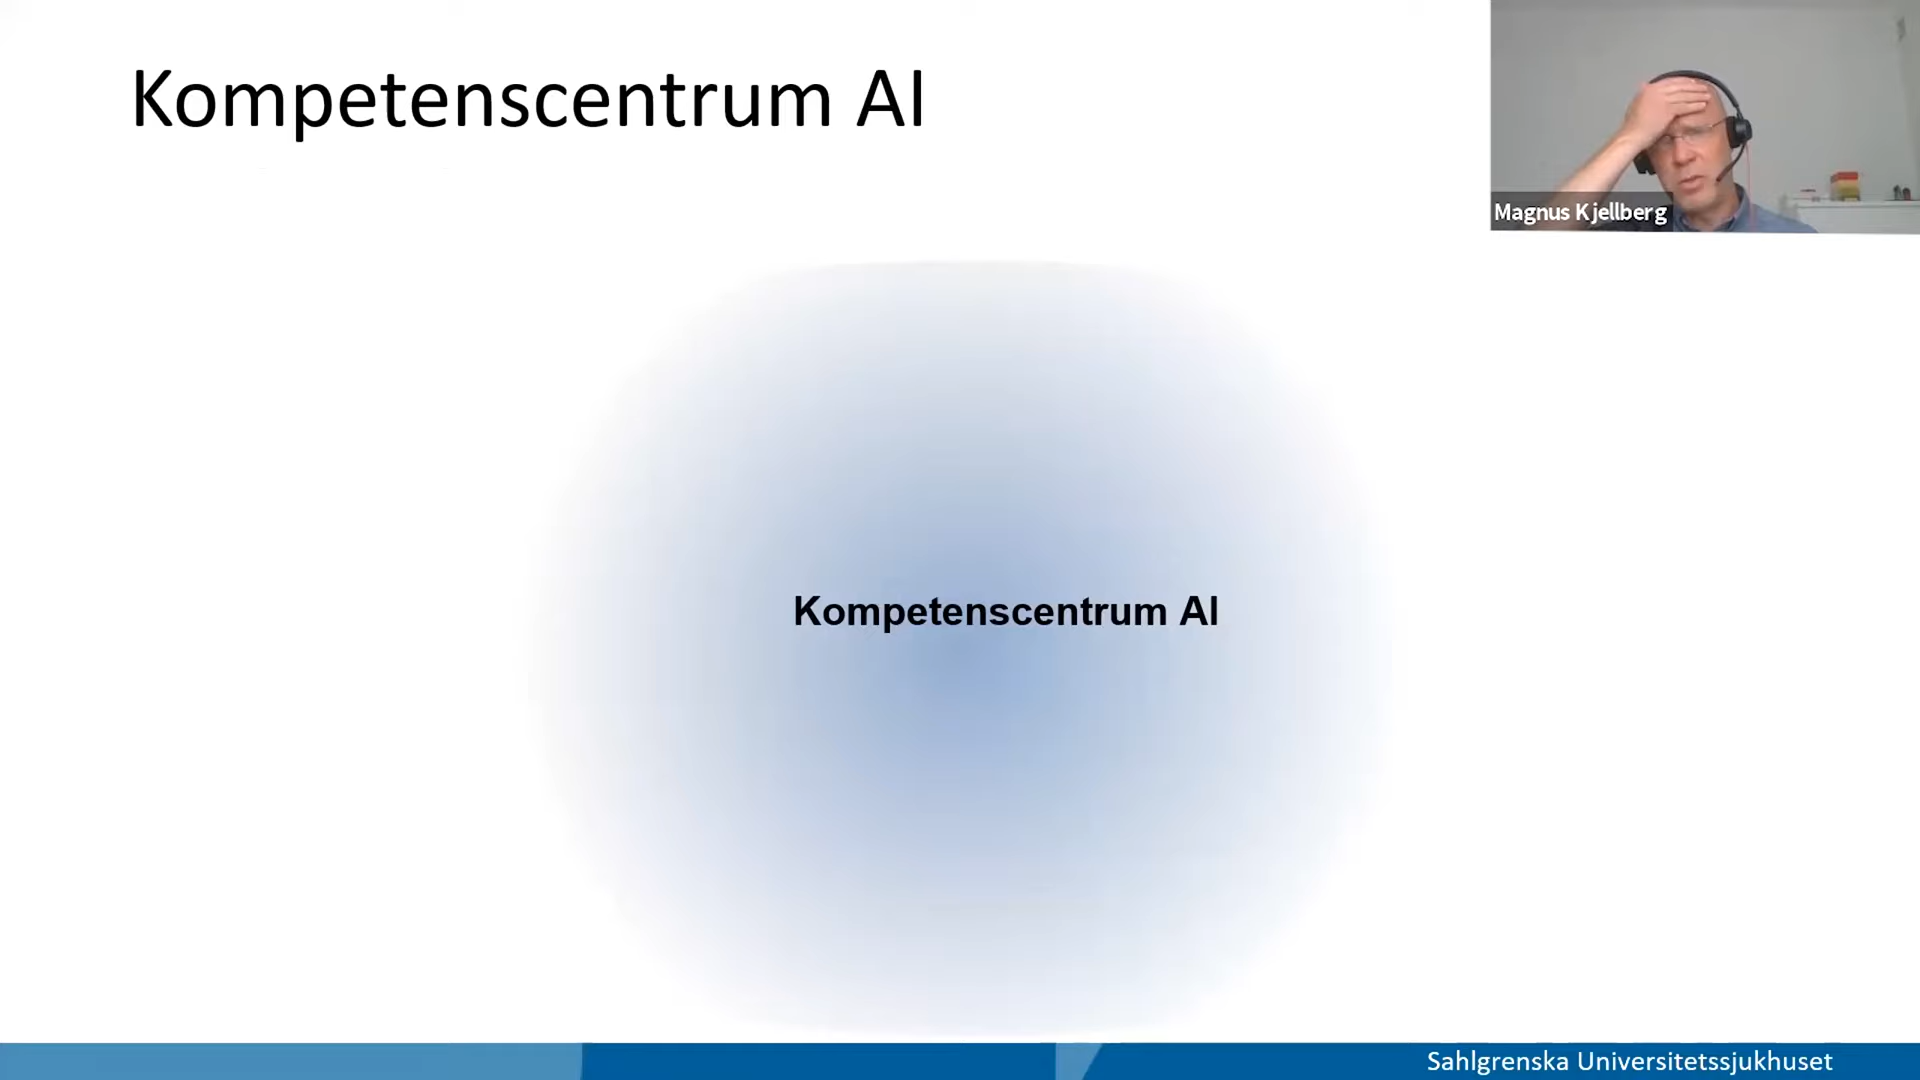 Kompetenscentrum AI
Magnus Kjellberg
Kompetenscentrum AI
Sahlgrenska Universitetssjukhuset